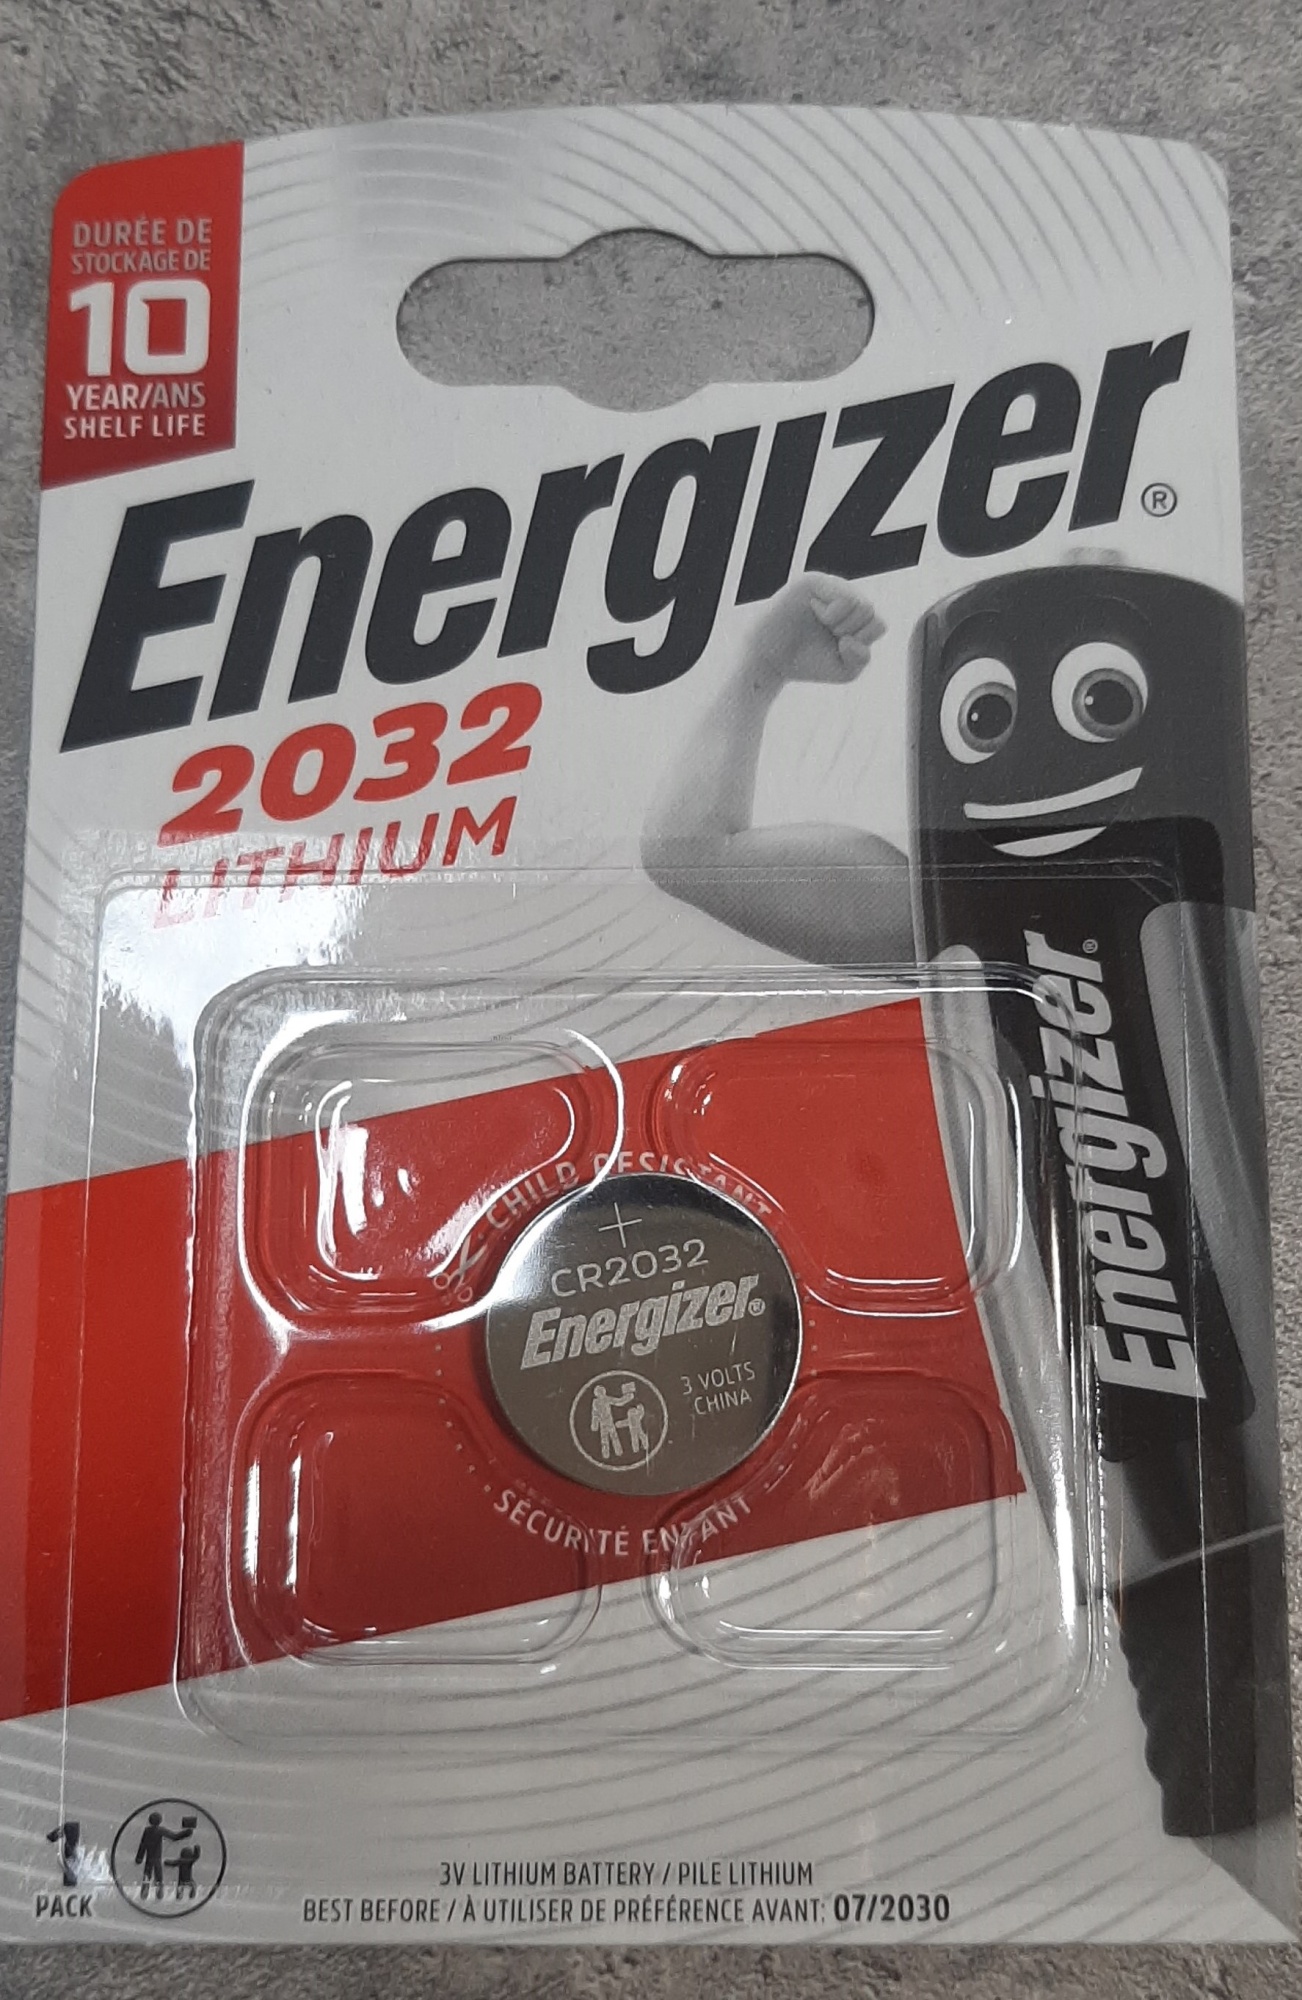 DURÉE DE
STOCKAGE DE
10
YEAR/ANS
SHELF LIFE
Energizer®
2032
LITHIUM
Energizer®
CHILD RESISTANT
+
CR2032
Energizer®
3 VOLTS
CHINA
SÉCURITÉ ENFANT
1
PACK
3V LITHIUM BATTERY / PILE LITHIUM
BEST BEFORE / À UTILISER DE PRÉFÉRENCE AVANT: 07/2030